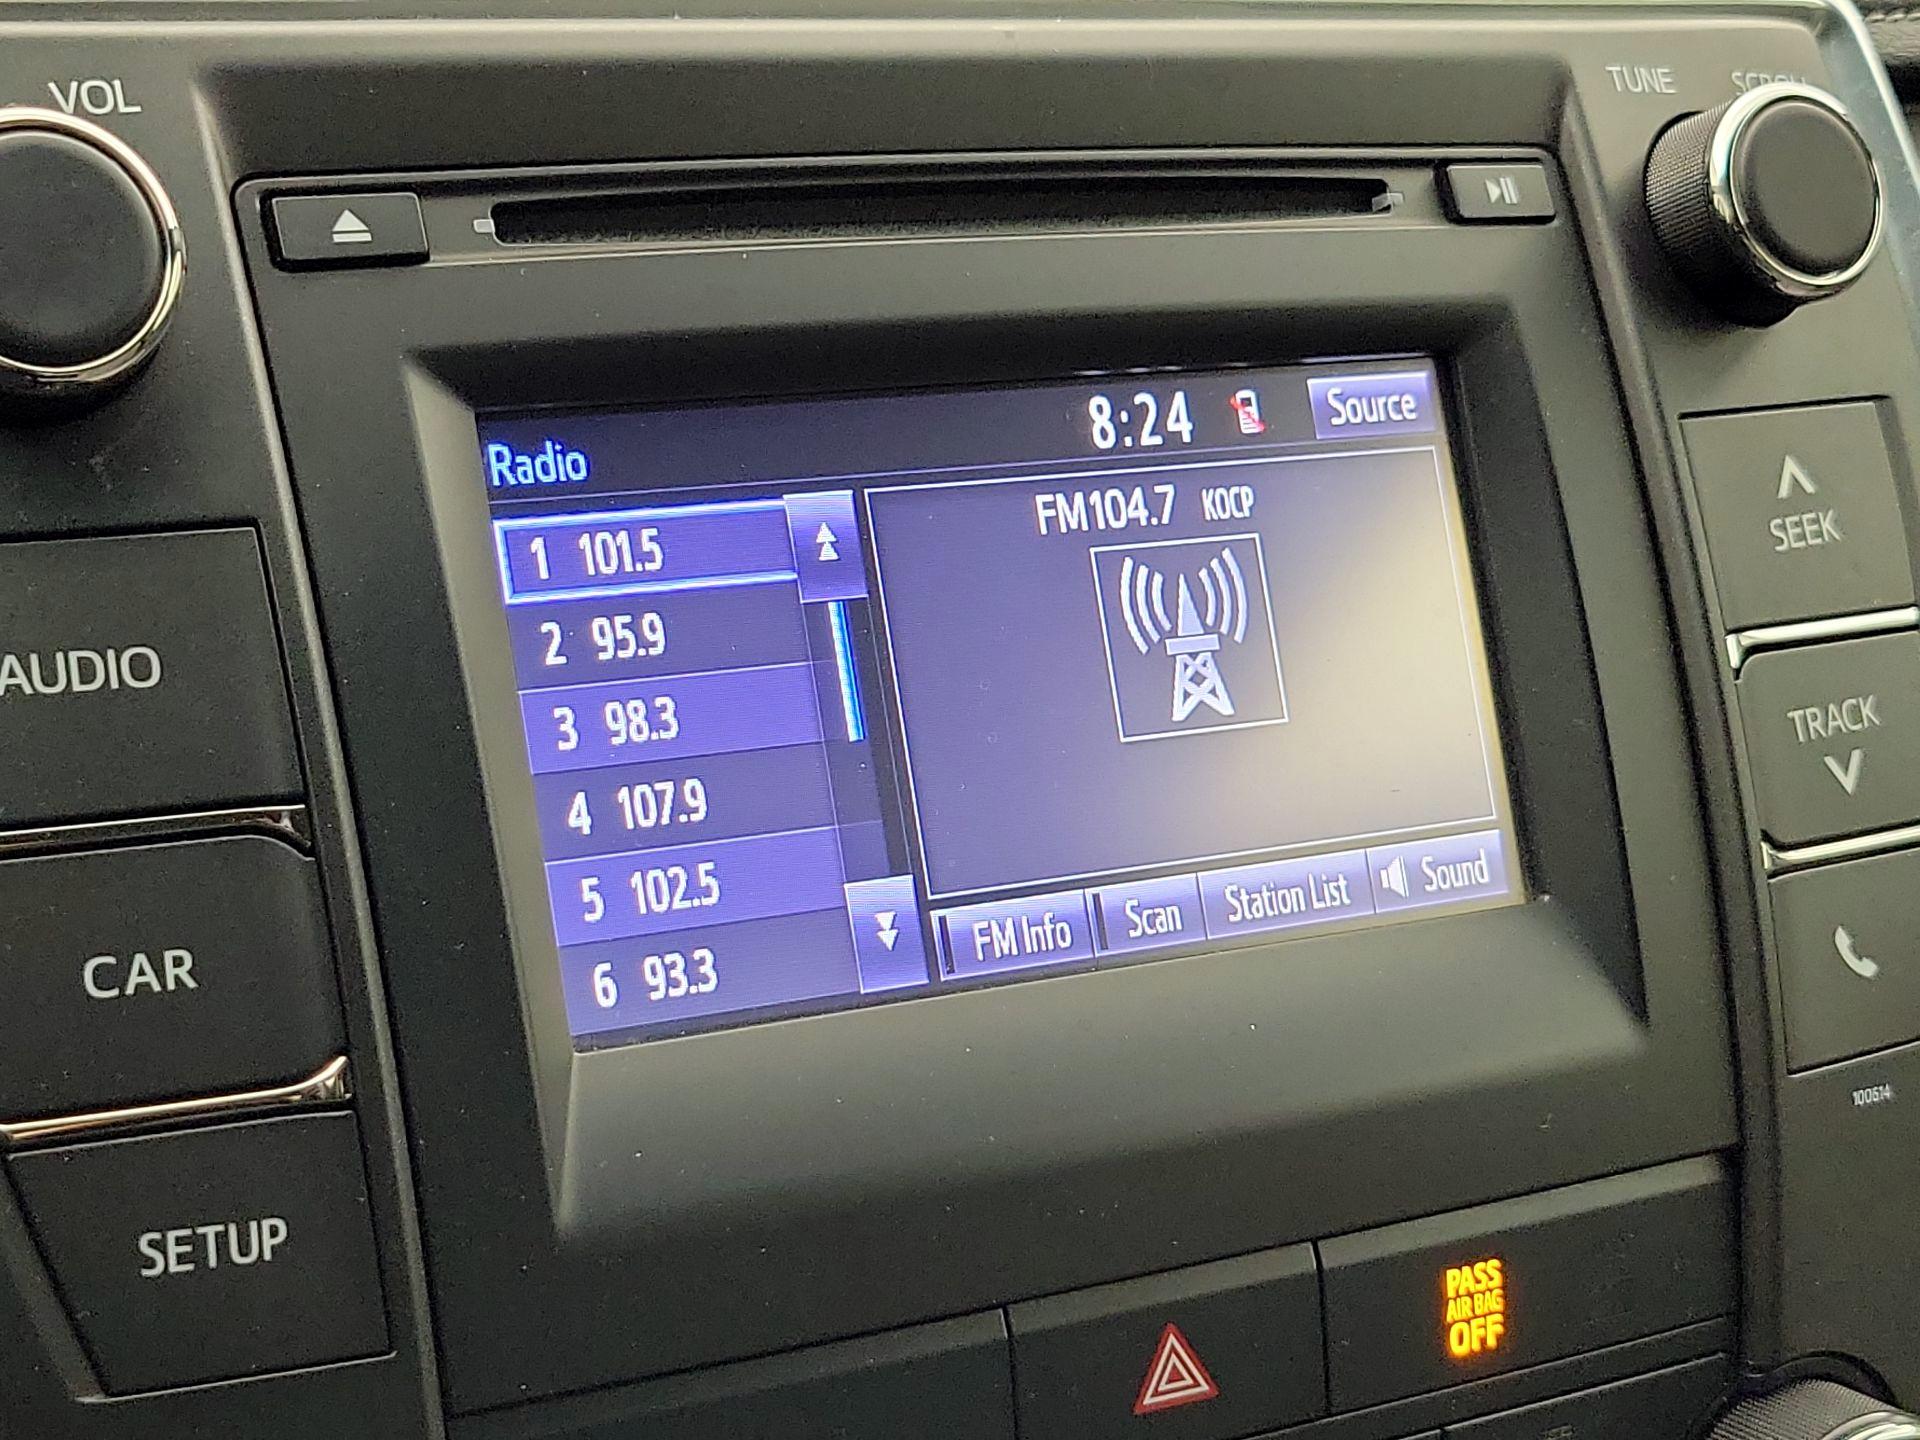 VOL
TUNE SCROLL
8:24
Source
Radio
FM104.7 KOCP
1 101.5
2 95.9
3 98.3
4 107.9
5 102.5
6 93.3
FM Info
Scan
Station List
Sound
AUDIO
CAR
SETUP
SEEK
TRACK
100614
PASS
AIR BAG
OFF